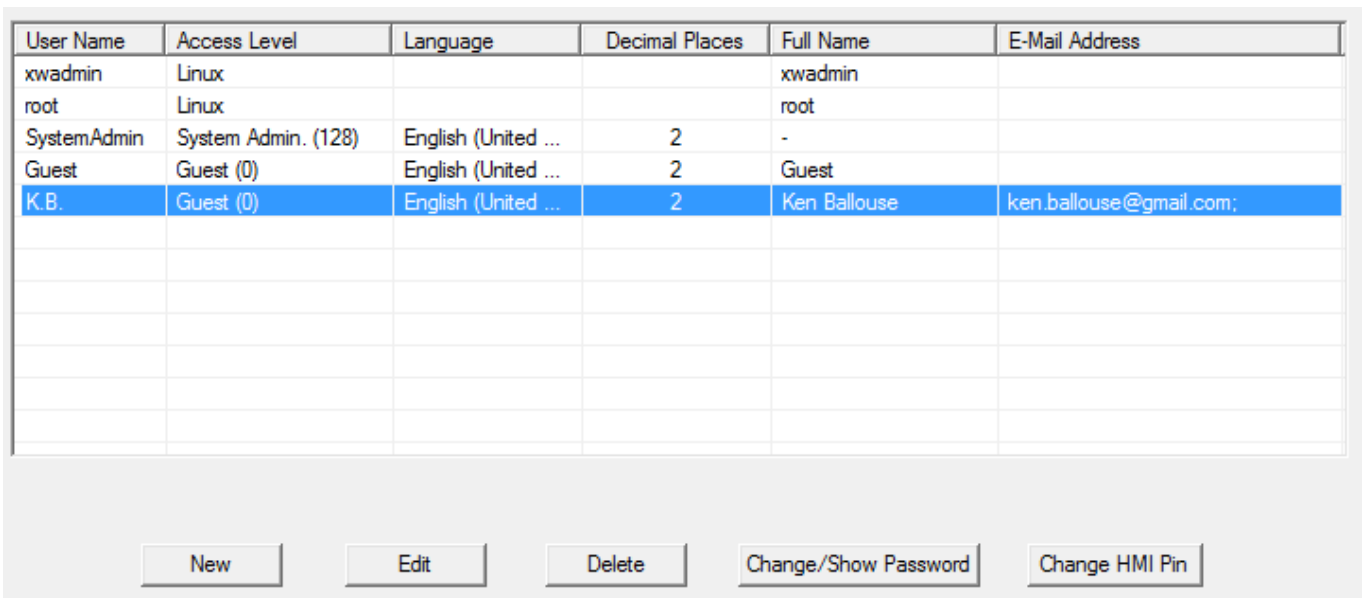 User Name Access Level Language Decimal Places Full Name E-Mail Address
xwadmin Linux xwadmin
root Linux root
SystemAdmin System Admin. (128) English (United ... 2 -
Guest Guest (0) English (United ... 2 Guest
K.B. Guest (0) English (United ... 2 Ken Ballouse ken.ballouse@gmail.com;
New Edit Delete Change/Show Password Change HMI Pin